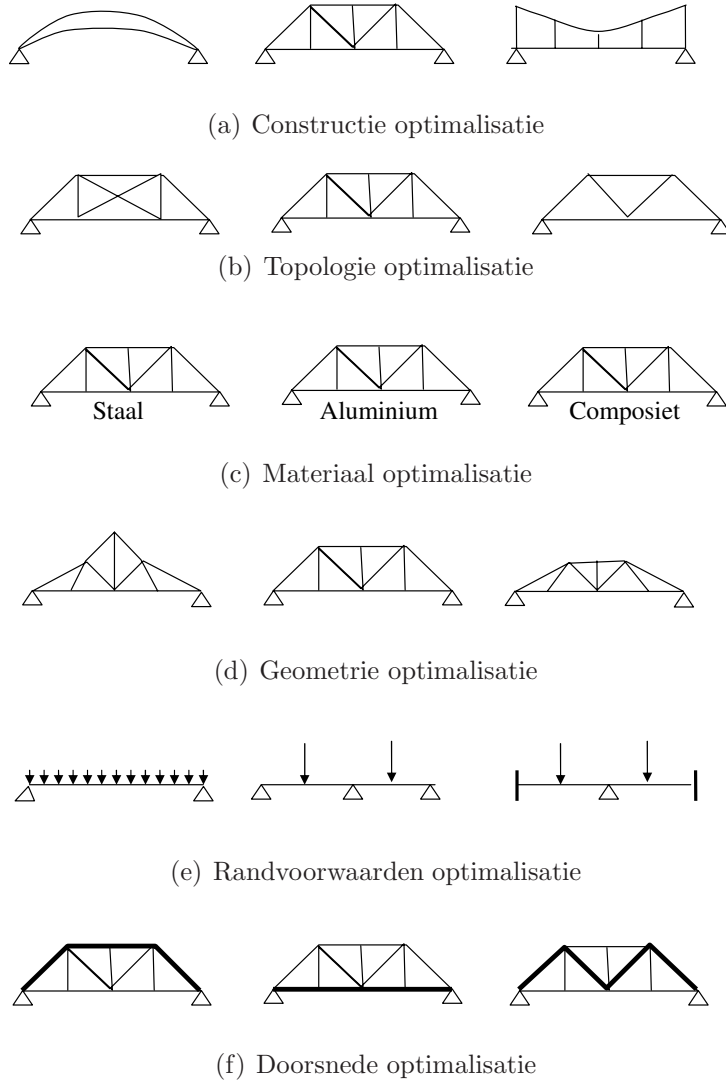 (a) Constructie optimalisatie
(b) Topologie optimalisatie
Staal Aluminium Composiet
(c) Materiaal optimalisatie
(d) Geometrie optimalisatie
(e) Randvoorwaarden optimalisatie
(f) Doorsnede optimalisatie